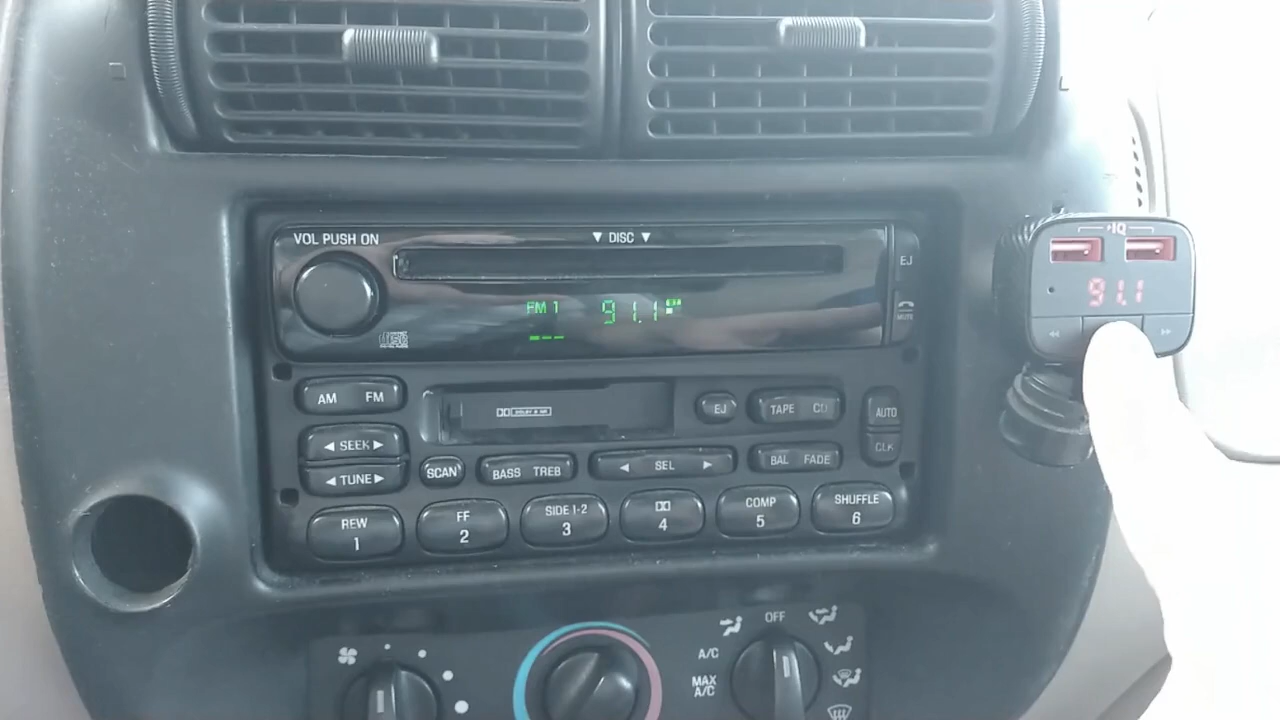 VOL PUSH ON
▼ DISC ▼
EJ
IQ
FM 1 91.1
91.1
MUTE
AM FM
EJ
TAPE CD
AUTO
◀ SEEK ▶
CLK
◀ TUNE ▶
SCAN
BASS TREB
◀ SEL ▶
BAL FADE
REW
1
FF
2
SIDE 1-2
3
4
COMP
5
SHUFFLE
6
OFF
A/C
MAX
A/C